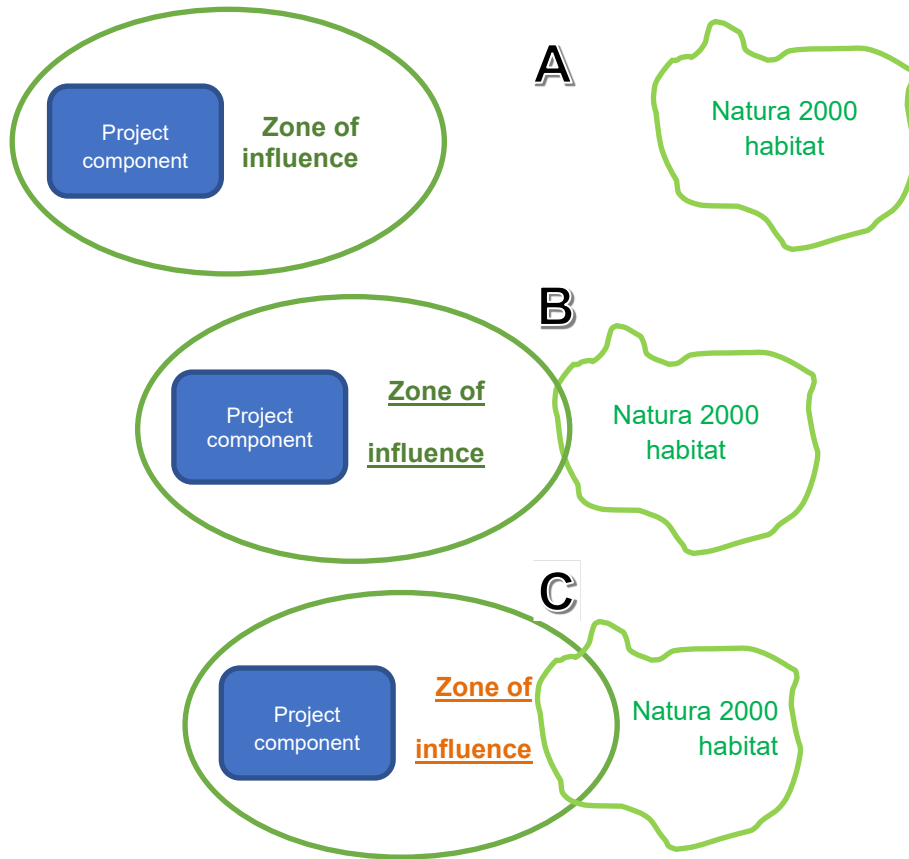 A
Project
component
Zone of
influence
Natura 2000
habitat
B
Project
component
Zone of
influence
Natura 2000
habitat
C
Project
component
Zone of
influence
Natura 2000
habitat